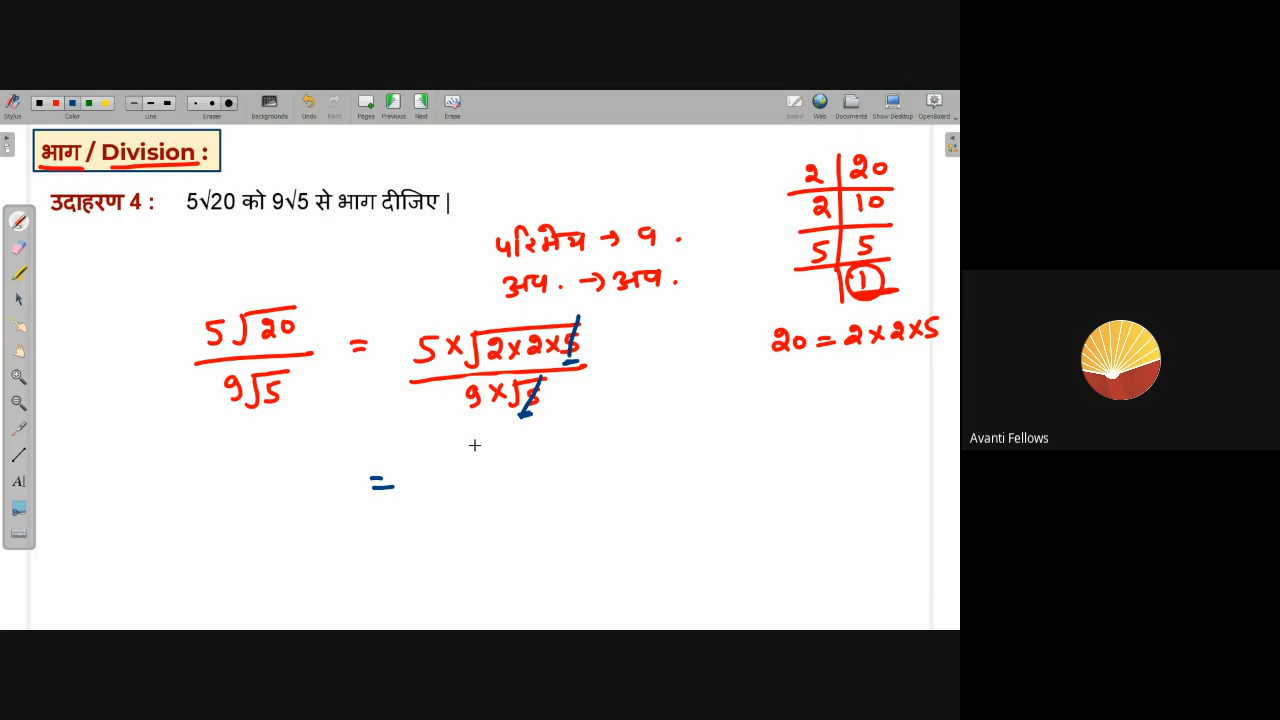 Stylus Color Line Eraser Backgrounds Undo Redo Pages Previous Next Erase Board Web Documents Show Desktop OpenBoard
भाग / Division :
उदाहरण 4 : 5√20 को 9√5 से भाग दीजिए |
परिमेय → प .
अप . → अप .
2 | 20
2 | 10
5 | 5
1
20 = 2 × 2 × 5
5√20 / 9√5 = 5 × √2 × 2 × 5 / 9 × √5
=
Avanti Fellows